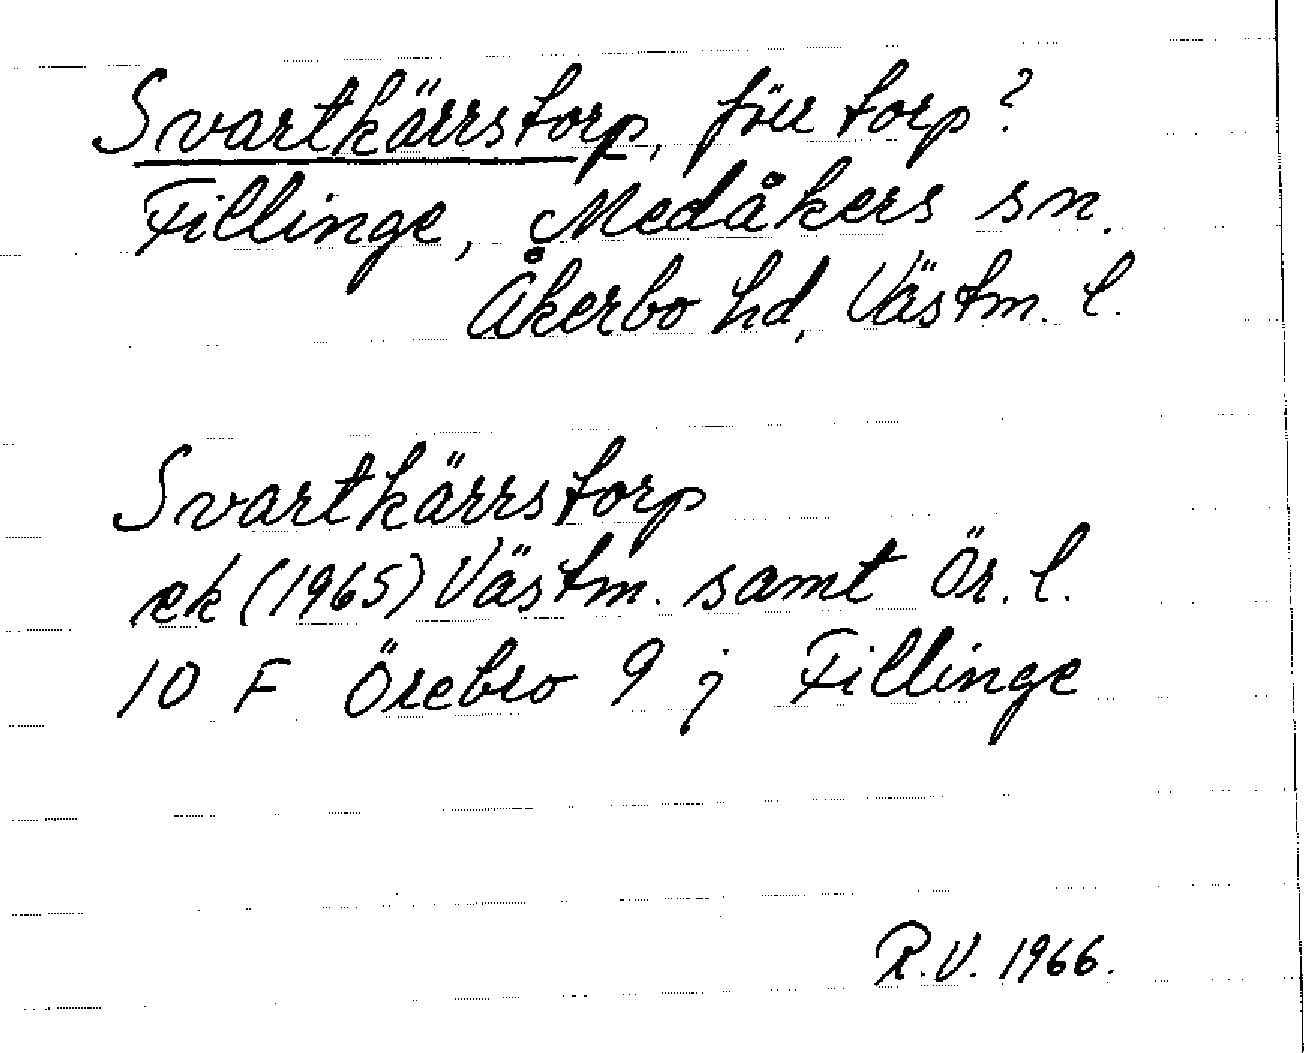 Svartkärrstorp, förr torp?
Fillinge, Medåkers sn.
Åkerbo hd, Västm. l.
Svartkärrstorp
ek (1965) Västm. samt Ör. l.
10 F Örebro 9 j Fillinge
R.V. 1966.